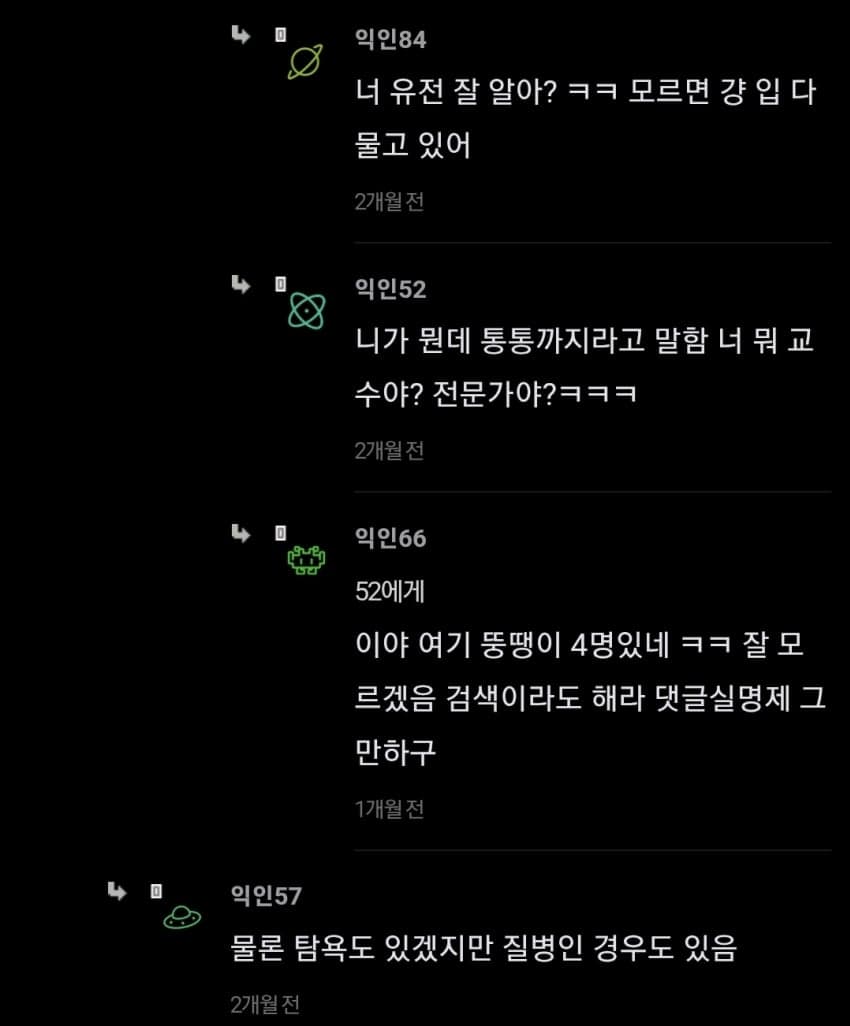 익인84
너 유전 잘 알아? ㅋㅋ 모르면 걍 입 다
물고 있어
2개월 전
익인52
니가 뭔데 통통까지라고 말함 너 뭐 교
수야? 전문가야?ㅋㅋㅋ
2개월 전
익인66
52에게
이야 여기 뚱땡이 4명있네 ㅋㅋ 잘 모
르겠음 검색이라도 해라 댓글실명제 그
만하구
1개월 전
익인57
물론 탐욕도 있겠지만 질병인 경우도 있음
2개월 전